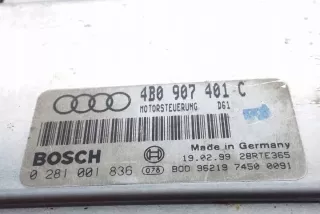 4B0 907 401 C
MOTORSTEUERUNG D61
Made in Germany
BOSCH 19.02.99 28RTE365
0 281 001 836 078 BOD 96219 7450 0091